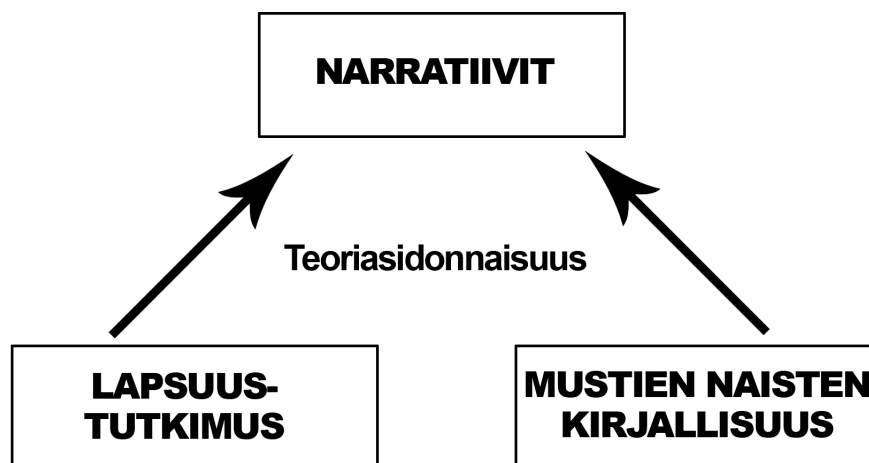 NARRATIIVIT
Teoriasidonnaisuus
LAPSUUS-
TUTKIMUS
MUSTIEN NAISTEN
KIRJALLISUUS